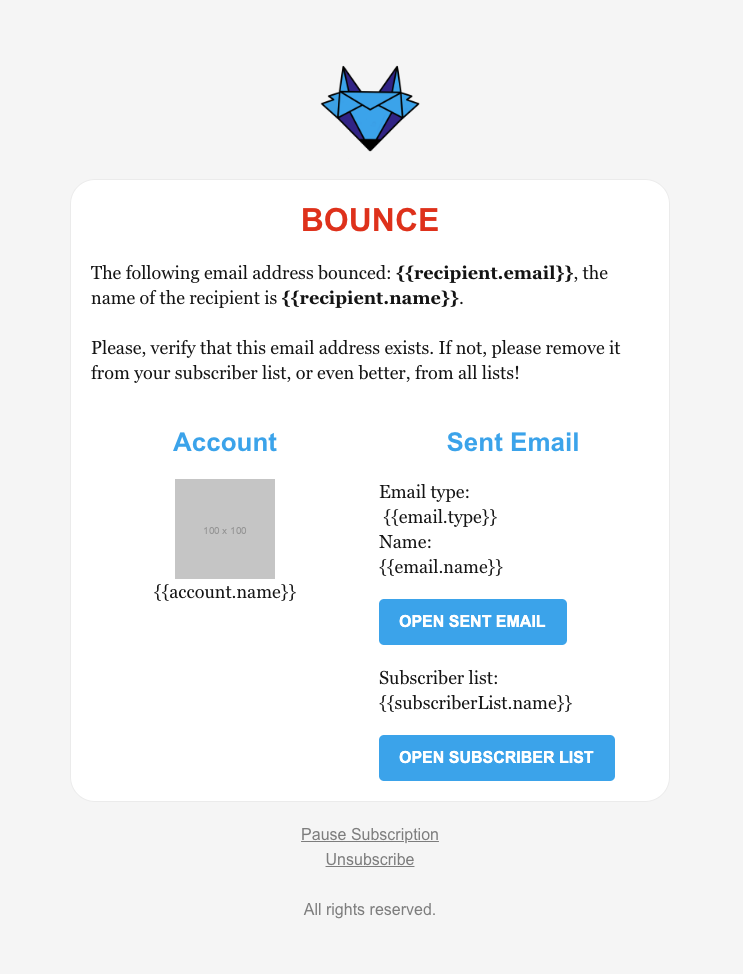 BOUNCE
The following email address bounced: {{recipient.email}}, the
name of the recipient is {{recipient.name}}.
Please, verify that this email address exists. If not, please remove it
from your subscriber list, or even better, from all lists!
Account
100 x 100
{{account.name}}
Sent Email
Email type:
{{email.type}}
Name:
{{email.name}}
OPEN SENT EMAIL
Subscriber list:
{{subscriberList.name}}
OPEN SUBSCRIBER LIST
Pause Subscription
Unsubscribe
All rights reserved.